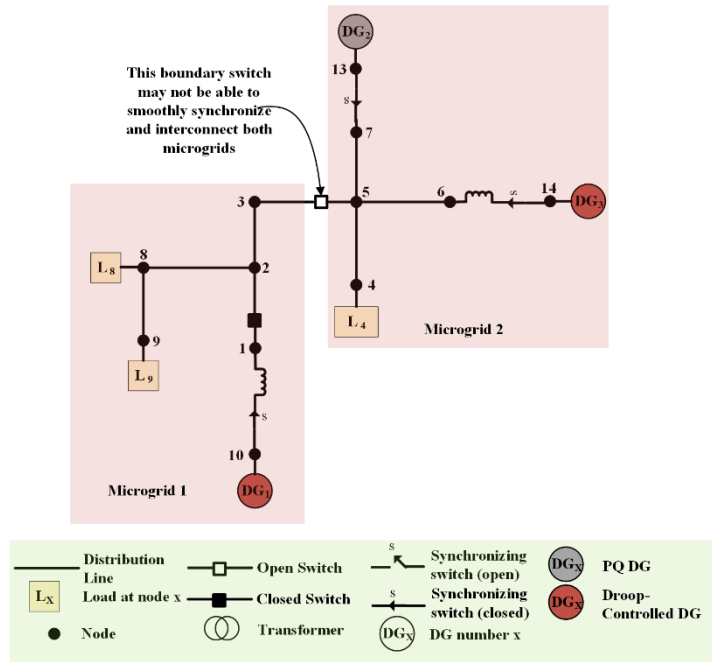 DG₂
13
This boundary switch
may not be able to
smoothly synchronize
and interconnect both
microgrids
s
7
3
5
6
s
14
DG₃
8
L₈
2
4
L₄
Microgrid 2
9
1
L₉
s
10
Microgrid 1
DG₁
Distribution
Line
Open Switch
s
Synchronizing
switch (open)
DGX
PQ DG
LX
Load at node x
Closed Switch
s
Synchronizing
switch (closed)
DGX
Droop-
Controlled DG
Node
Transformer
DGX
DG number x